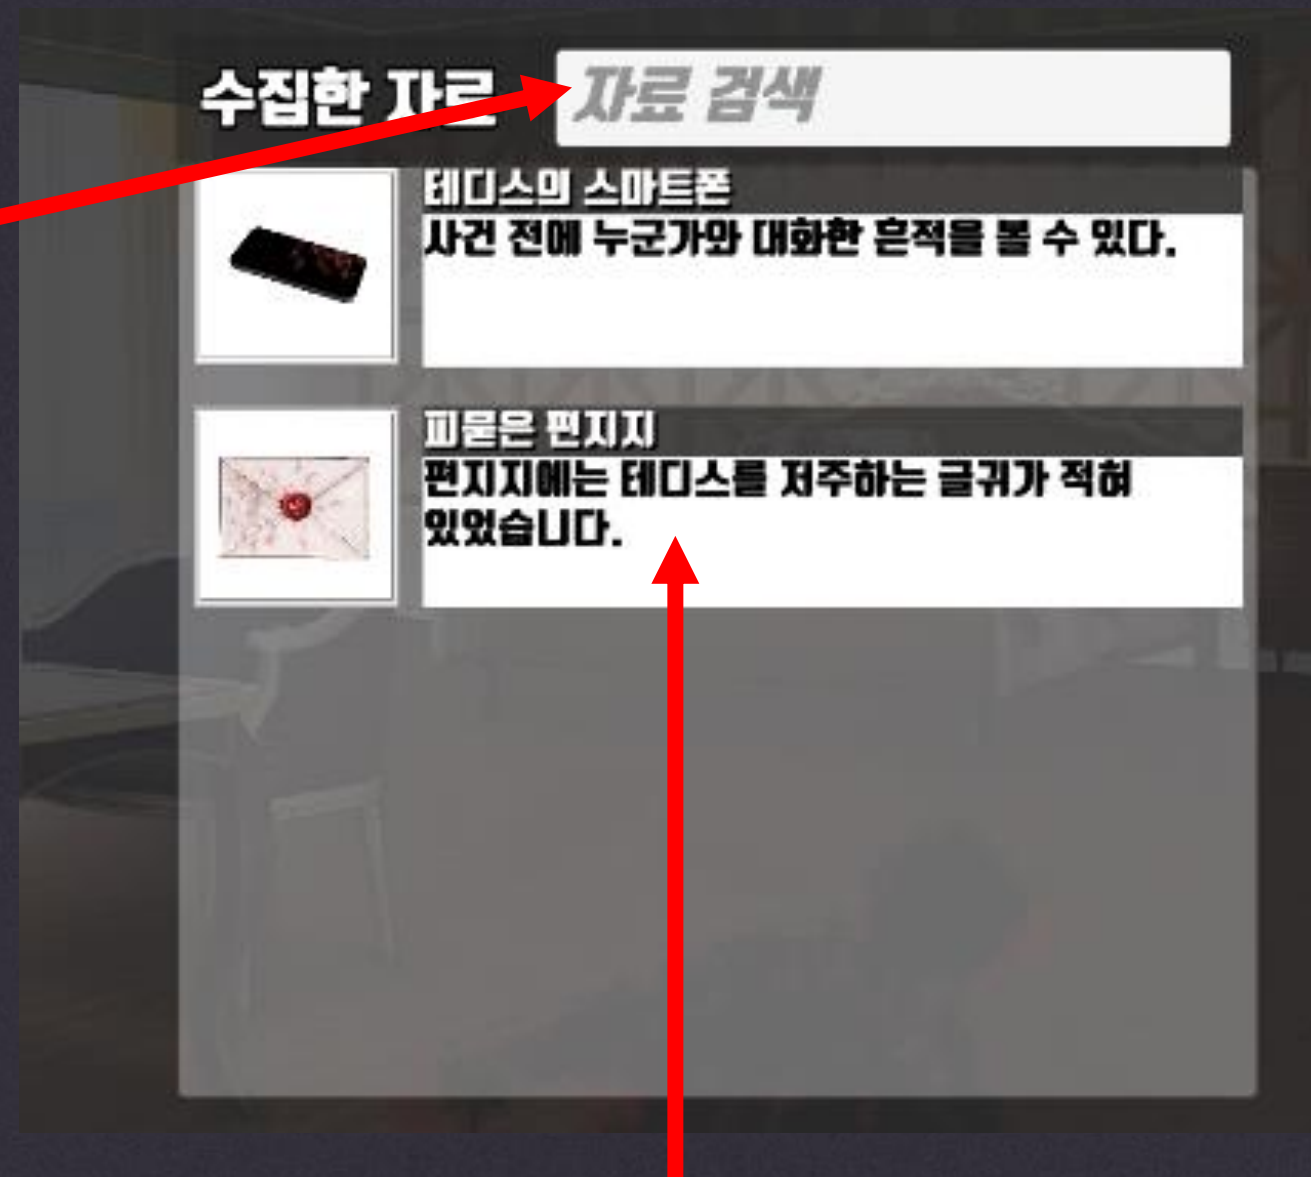 수집한 자료
자료 검색
테디스의 스마트폰
사건 전에 누군가와 대화한 흔적을 볼 수 있다.
피묻은 편지지
편지지에는 테디스를 저주하는 글귀가 적혀
있었습니다.